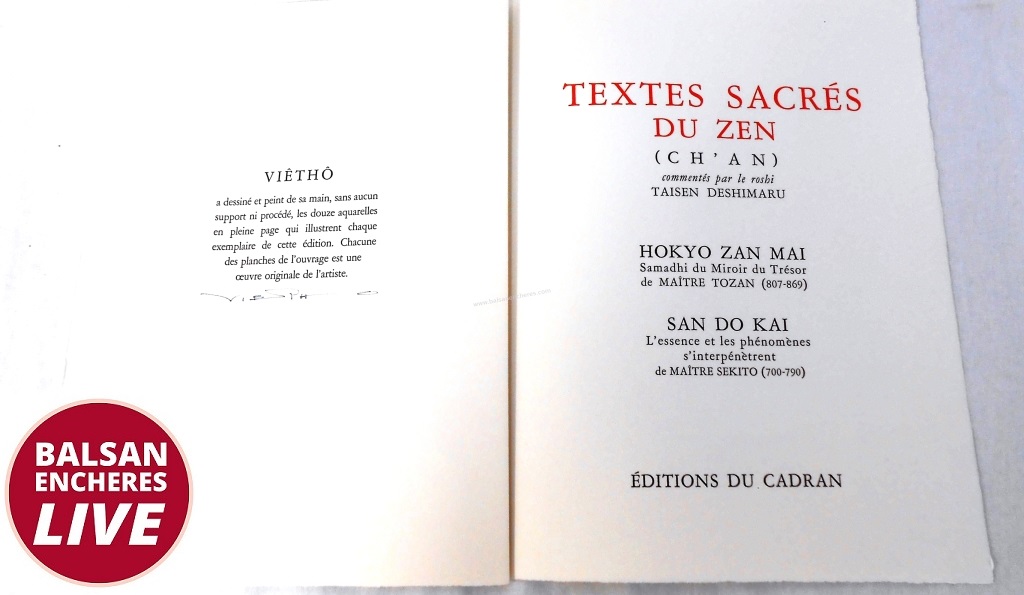 VIÊTHÔ
a dessiné et peint de sa main, sans aucun
support ni procédé, les douze aquarelles
en pleine page qui illustrent chaque
exemplaire de cette édition. Chacune
des planches de l'ouvrage est une
œuvre originale de l'artiste.
TEXTES SACRÉS
DU ZEN
(CH'AN)
commentés par le roshi
TAISEN DESHIMARU
HOKYO ZAN MAI
Samadhi du Miroir du Trésor
de MAÎTRE TOZAN (807-869)
SAN DO KAI
L'essence et les phénomènes
s'interpénètrent
de MAÎTRE SEKITO (700-790)
ÉDITIONS DU CADRAN
BALSAN
ENCHERES
LIVE